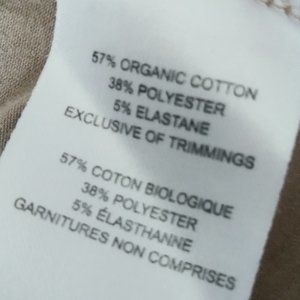 57% ORGANIC COTTON
38% POLYESTER
5% ELASTANE
EXCLUSIVE OF TRIMMINGS
57% COTON BIOLOGIQUE
38% POLYESTER
5% ÉLASTHANNE
GARNITURES NON COMPRISES